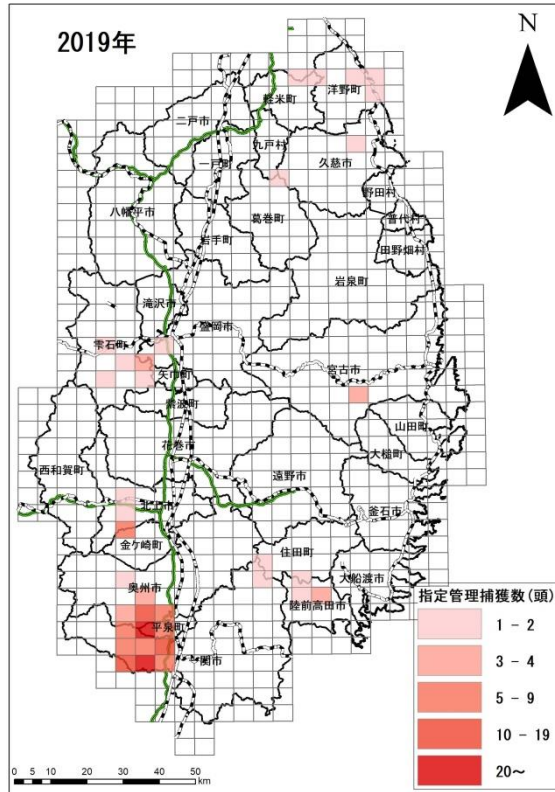 2019年
N
軽米町
洋野町
二戸市
九戸村
一戸町
久慈市
野田村
八幡平市
葛巻町
普代村
岩手町
田野畑村
岩泉町
滝沢市
盛岡市
雫石町
矢巾町
宮古市
紫波町
山田町
花巻市
大槌町
西和賀町
遠野市
北上市
釜石市
金ケ崎町
住田町
奥州市
大船渡市
陸前高田市
平泉町
一関市
指定管理捕獲数(頭)
1 - 2
3 - 4
5 - 9
10 - 19
20~
0 5 10 20 30 40 50
km